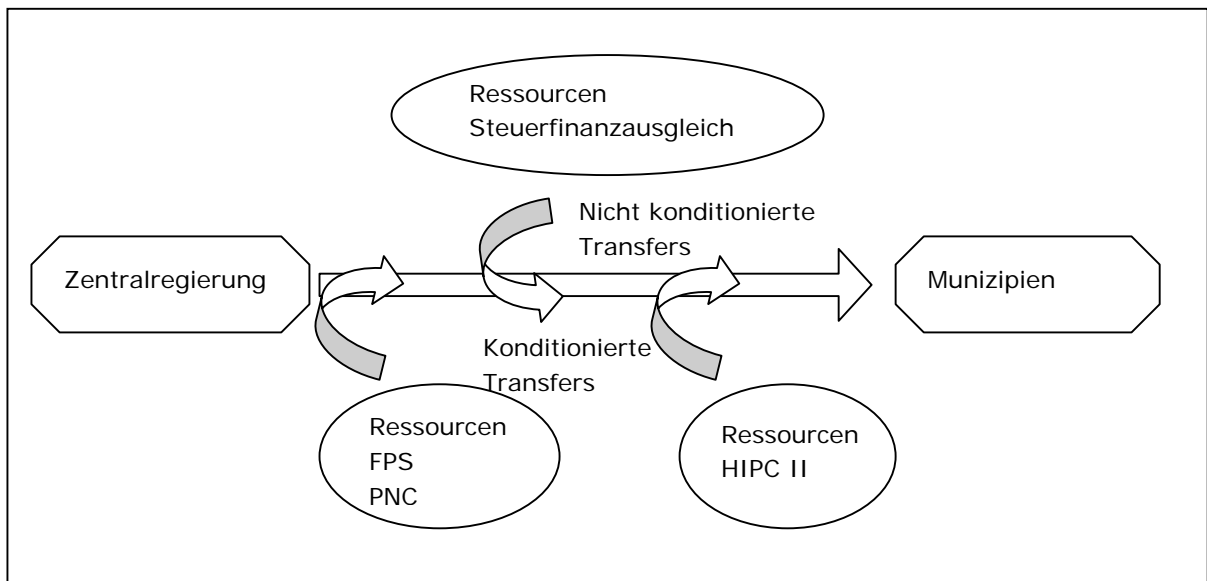 Ressourcen
Steuerfinanzausgleich
Nicht konditionierte
Transfers
Zentralregierung
Munizipien
Konditionierte
Transfers
Ressourcen
FPS
PNC
Ressourcen
HIPC II